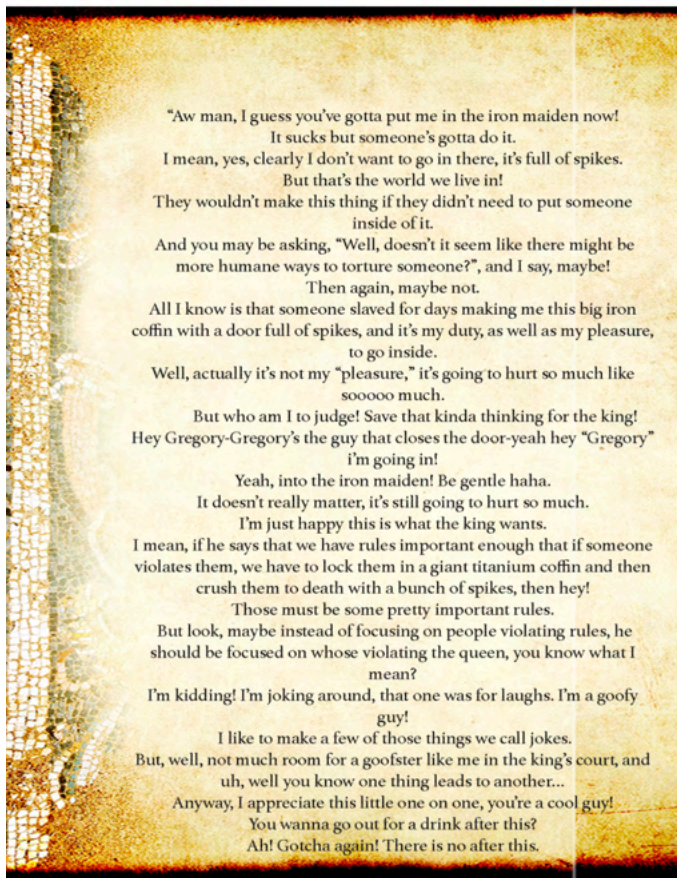 “Aw man, I guess you’ve gotta put me in the iron maiden now!
It sucks but someone’s gotta do it.
I mean, yes, clearly I don’t want to go in there, it’s full of spikes.
But that’s the world we live in!
They wouldn’t make this thing if they didn’t need to put someone
inside of it.
And you may be asking, “Well, doesn’t it seem like there might be
more humane ways to torture someone?”, and I say, maybe!
Then again, maybe not.
All I know is that someone slaved for days making me this big iron
coffin with a door full of spikes, and it’s my duty, as well as my pleasure,
to go inside.
Well, actually it’s not my “pleasure,” it’s going to hurt so much like
sooooo much.
But who am I to judge! Save that kinda thinking for the king!
Hey Gregory-Gregory’s the guy that closes the door-yeah hey “Gregory”
i’m going in!
Yeah, into the iron maiden! Be gentle haha.
It doesn’t really matter, it’s still going to hurt so much.
I’m just happy this is what the king wants.
I mean, if he says that we have rules important enough that if someone
violates them, we have to lock them in a giant titanium coffin and then
crush them to death with a bunch of spikes, then hey!
Those must be some pretty important rules.
But look, maybe instead of focusing on people violating rules, he
should be focused on whose violating the queen, you know what I
mean?
I’m kidding! I’m joking around, that one was for laughs. I’m a goofy
guy!
I like to make a few of those things we call jokes.
But, well, not much room for a goofster like me in the king’s court, and
uh, well you know one thing leads to another...
Anyway, I appreciate this little one on one, you’re a cool guy!
You wanna go out for a drink after this?
Ah! Gotcha again! There is no after this.